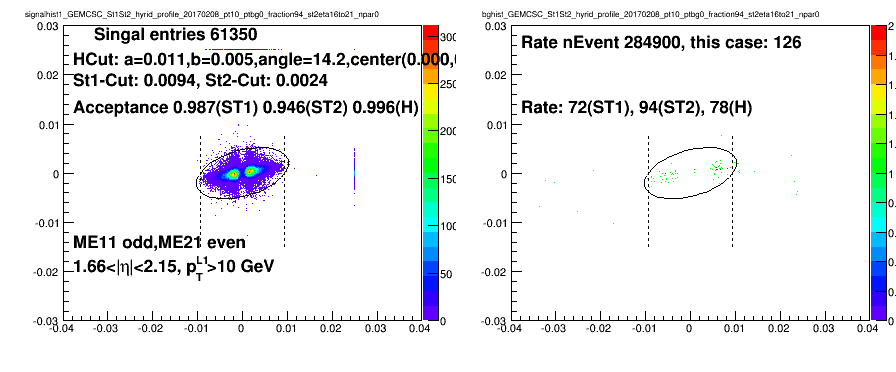 signalhist1_GEMCSC_St1St2_hyrid_profile_20170208_pt10_ptbg0_fraction94_st2eta16to21_npar0
Singal entries 61350
HCut: a=0.011,b=0.005,angle=14.2,center(0.000,
St1-Cut: 0.0094, St2-Cut: 0.0024
Acceptance 0.987(ST1) 0.946(ST2) 0.996(H)
ME11 odd,ME21 even
1.66<|η|<2.15, p_T^L1>10 GeV
0.03
0.02
0.01
0
-0.01
-0.02
-0.03
-0.04 -0.03 -0.02 -0.01 0 0.01 0.02 0.03 0.04
300
250
200
150
100
50
0
bghist_GEMCSC_St1St2_hyrid_profile_20170208_pt10_ptbg0_fraction94_st2eta16to21_npar0
Rate nEvent 284900, this case: 126
Rate: 72(ST1), 94(ST2), 78(H)
0.03
0.02
0.01
0
-0.01
-0.02
-0.03
-0.04 -0.03 -0.02 -0.01 0 0.01 0.02 0.03 0.04